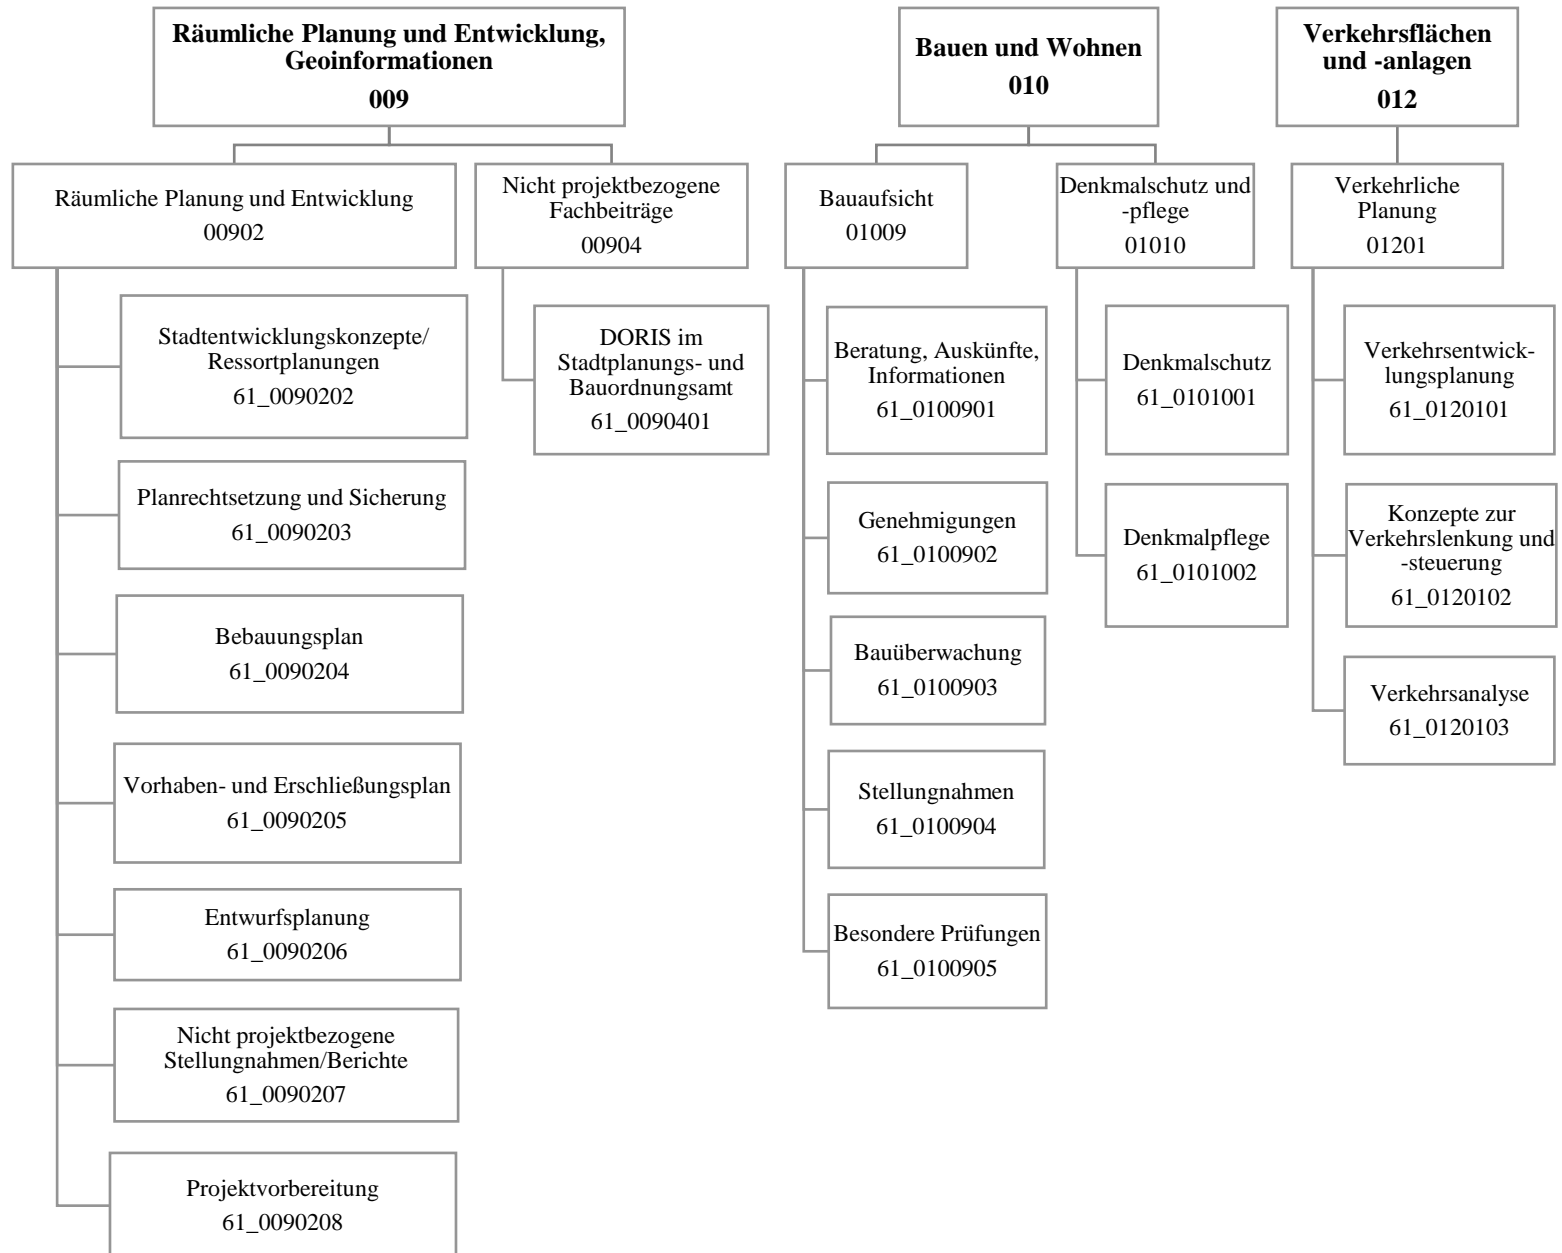 Räumliche Planung und Entwicklung,
Geoinformationen
009
Räumliche Planung und Entwicklung
00902
Stadtentwicklungskonzepte/
Ressortplanungen
61_0090202
Planrechtsetzung und Sicherung
61_0090203
Bebauungsplan
61_0090204
Vorhaben- und Erschließungsplan
61_0090205
Entwurfsplanung
61_0090206
Nicht projektbezogene
Stellungnahmen/Berichte
61_0090207
Projektvorbereitung
61_0090208
Nicht projektbezogene
Fachbeiträge
00904
DORIS im
Stadtplanungs- und
Bauordnungsamt
61_0090401
Bauen und Wohnen
010
Bauaufsicht
01009
Beratung, Auskünfte,
Informationen
61_0100901
Genehmigungen
61_0100902
Bauüberwachung
61_0100903
Stellungnahmen
61_0100904
Besondere Prüfungen
61_0100905
Denkmalschutz und
-pflege
01010
Denkmalschutz
61_0101001
Denkmalpflege
61_0101002
Verkehrsflächen
und -anlagen
012
Verkehrliche
Planung
01201
Verkehrsentwick-
lungsplanung
61_0120101
Konzepte zur
Verkehrslenkung und
-steuerung
61_0120102
Verkehrsanalyse
61_0120103